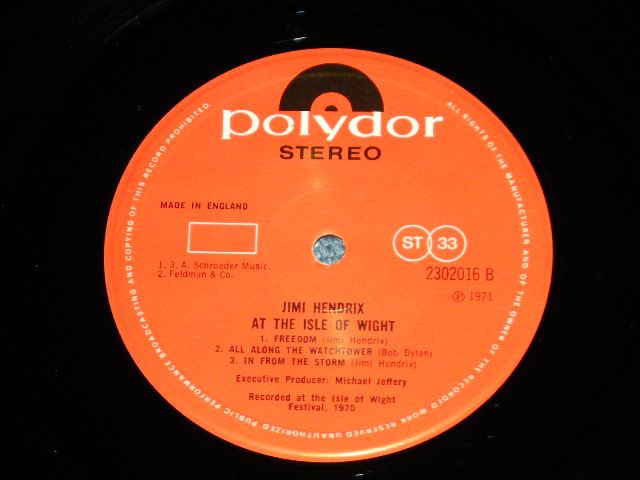 polydor
STEREO
MADE IN ENGLAND
ST 33
1. 3. A. Schroeder Music.
2. Feldman & Co.
2302016 B
℗ 1971
JIMI HENDRIX
AT THE ISLE OF WIGHT
1. FREEDOM (Jimi Hendrix)
2. ALL ALONG THE WATCHTOWER (Bob Dylan)
3. IN FROM THE STORM (Jimi Hendrix)
Executive Producer: Michael Jeffery
Recorded at the Isle of Wight
Festival, 1970
ALL RIGHTS OF THE MANUFACTURER AND OF THE OWNER OF THE RECORDED WORK RESERVED UNAUTHORIZED PUBLIC PERFORMANCE BROADCASTING AND COPYING OF THIS RECORD PROHIBITED.